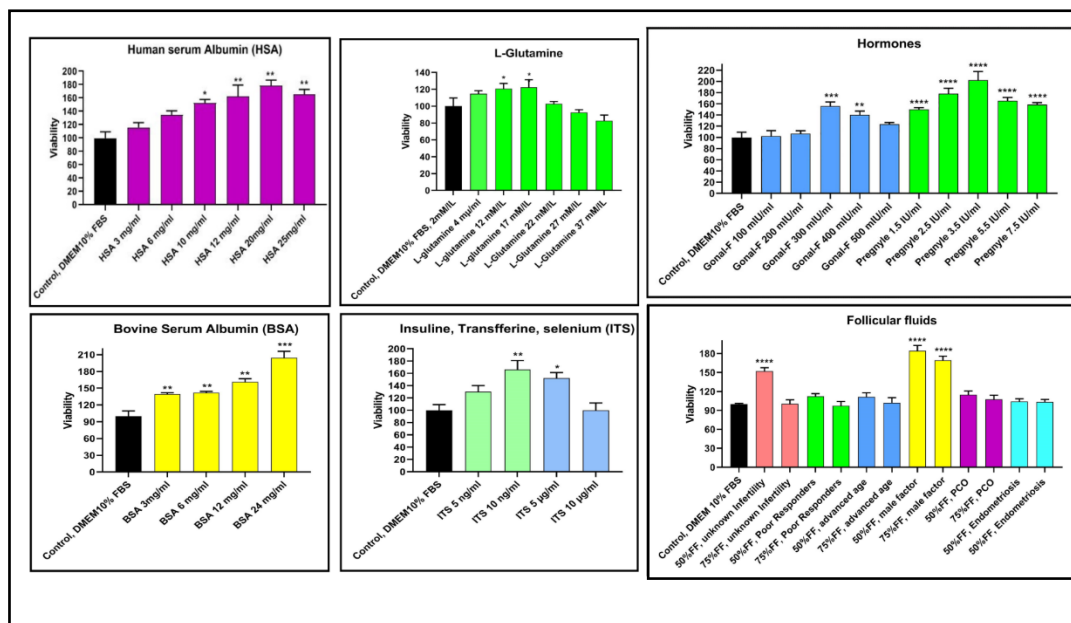 Human serum Albumin (HSA)
Viability
200
180
160
140
120
100
80
60
40
20
0
*
**
**
**
Control, DMEM10% FBS
HSA 3 mg/ml
HSA 6 mg/ml
HSA 10 mg/ml
HSA 12 mg/ml
HSA 20mg/ml
HSA 25mg/ml
L-Glutamine
Viability
140
120
100
80
60
40
20
0
*
*
Control, DMEM10% FBS, 2mM/L
L-glutamine 4 mp/ml
L-glutamine 12 mM/L
L-glutamine 17 mM/L
L-Glutamine 22 mM/L
L-Glutamine 27 mM/L
L-Glutamine 37 mM/L
Hormones
Viability
220
200
180
160
140
120
100
80
60
40
20
0
***
**
****
****
****
****
****
Control, DMEM10% FBS
Gonal-F 100 mIU/ml
Gonal-F 200 mIU/ml
Gonal-F 300 mIU/ml
Gonal-F 400 mIU/ml
Gonal-F 500 mIU/ml
Pregnyle 1.5 IU/ml
Pregnyle 2.5 IU/ml
Pregnyle 3.5 IU/ml
Pregnyle 5.5 IU/ml
Pregnyle 7.5 IU/ml
Bovine Serum Albumin (BSA)
Viability
210
180
150
120
90
60
30
0
**
**
**
***
Control, DMEM10% FBS
BSA 3mg/ml
BSA 6 mg/ml
BSA 12 mg/ml
BSA 24 mg/ml
Insuline, Transfferine, selenium (ITS)
Viability
200
180
160
140
120
100
80
60
40
20
0
**
*
Control, DMEM10% FBS
ITS 5 ng/ml
ITS 10 ng/ml
ITS 5 µg/ml
ITS 10 µg/ml
Follicular fluids
Viability
180
150
120
90
60
30
0
****
****
****
Control, DMEM 10% FBS
50%FF, unknown Infertility
75%FF, unknown Infertility
50%FF, Poor Responders
75%FF, Poor Responders
50%FF, advanced age
75%FF, advanced age
50%FF, male factor
75%FF, male factor
50%FF, PCO
75%FF, PCO
50%FF, Endometriosis
50%FF, Endometriosis